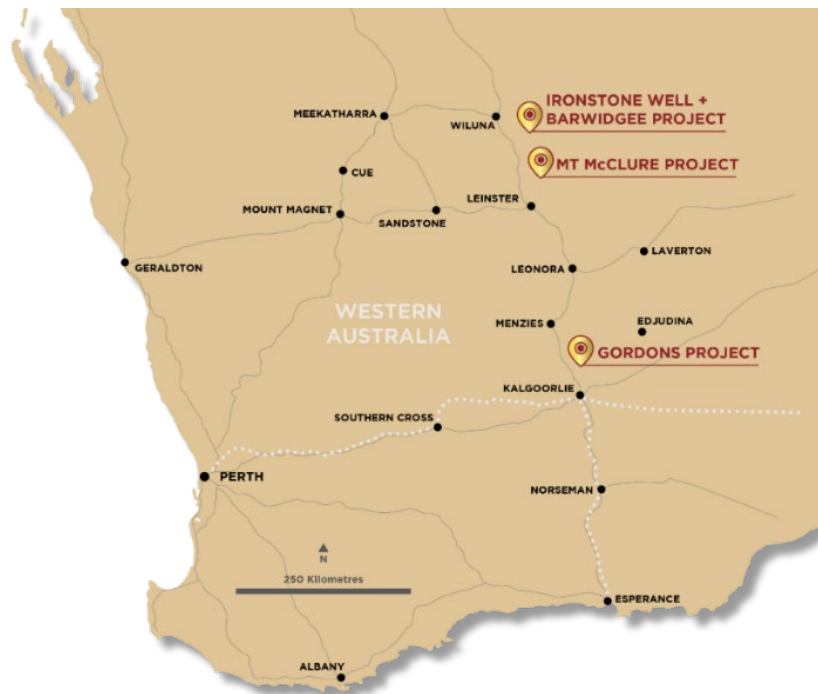 IRONSTONE WELL +
BARWIDGEE PROJECT
MEEKATHARRA
WILUNA
MT McCLURE PROJECT
CUE
LEINSTER
MOUNT MAGNET
SANDSTONE
LAVERTON
GERALDTON
LEONORA
WESTERN
AUSTRALIA
MENZIES
EDJUDINA
GORDONS PROJECT
KALGOORLIE
SOUTHERN CROSS
PERTH
NORSEMAN
N
250 Kilometres
ESPERANCE
ALBANY